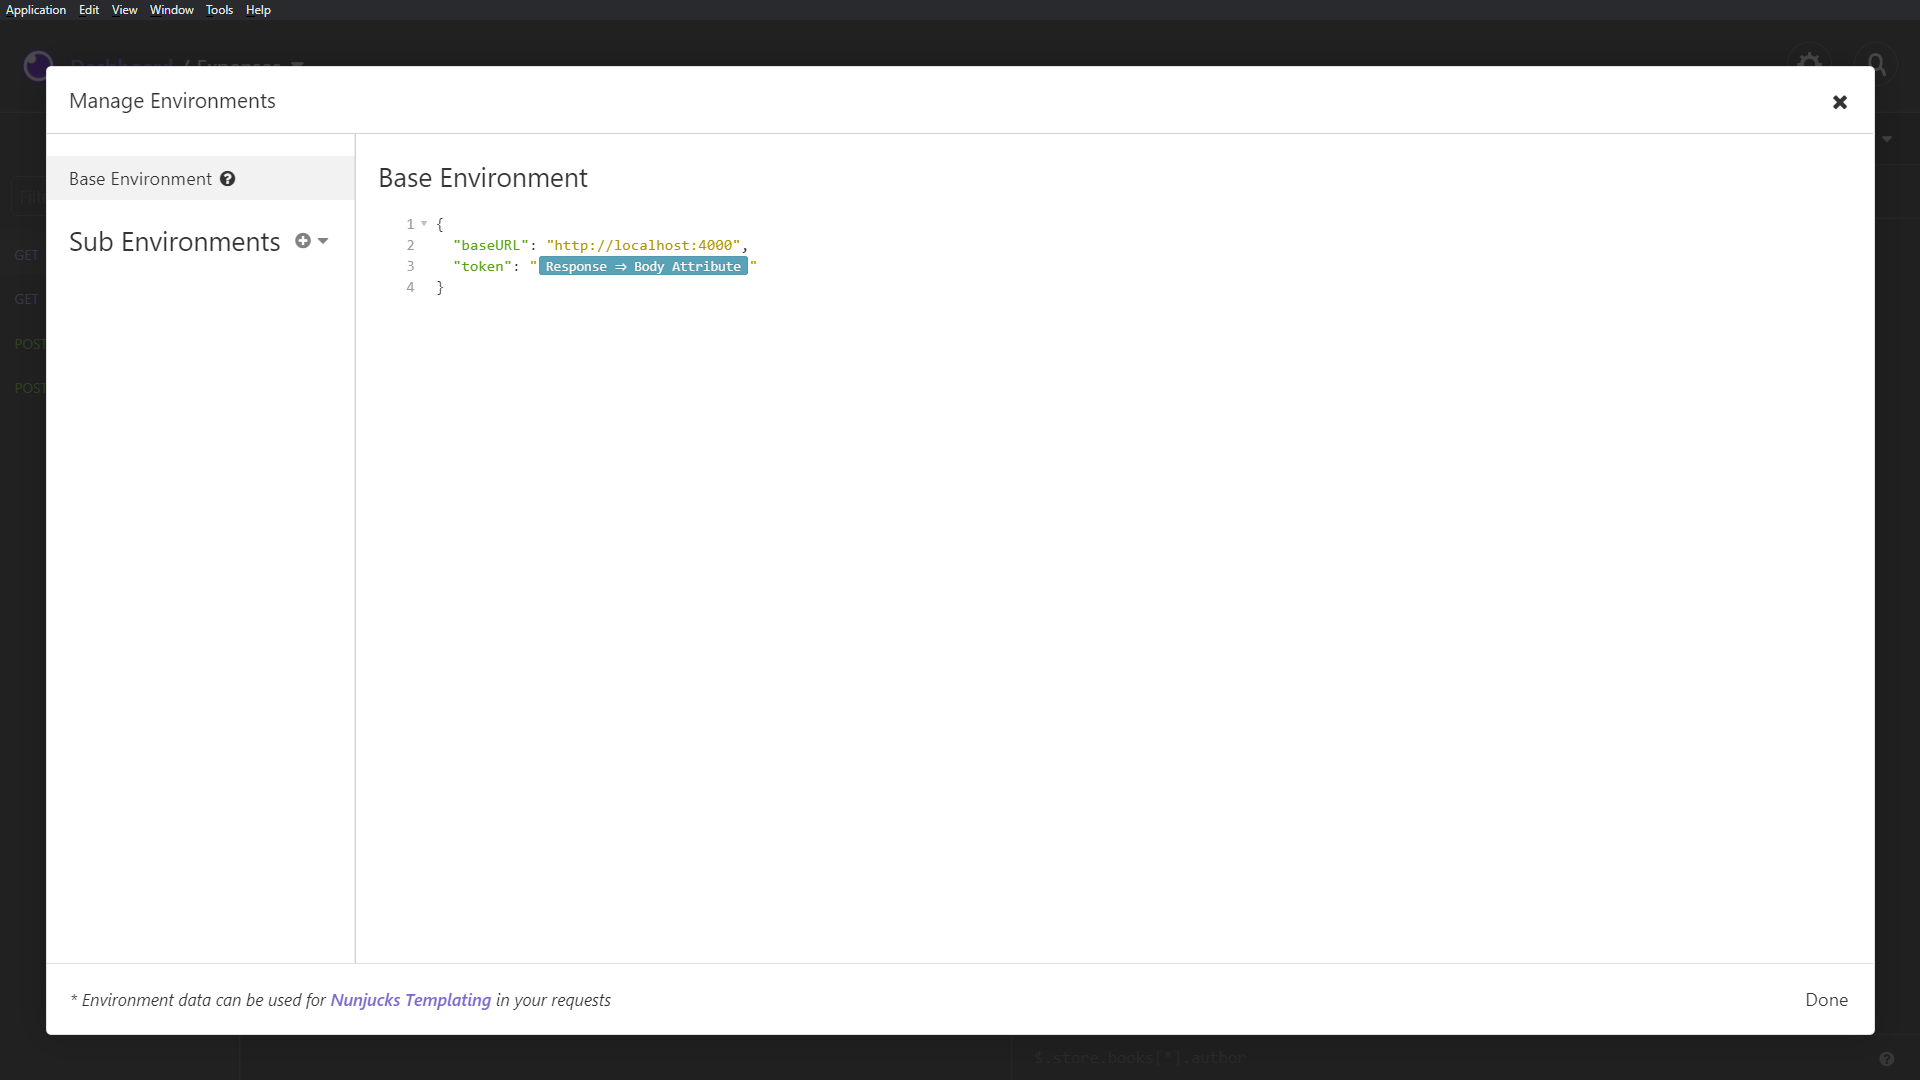 Application Edit View Window Tools Help
Dashboard / Expenses
Manage Environments
Base Environment
Sub Environments
Base Environment
1 {
2 "baseURL": "http://localhost:4000",
3 "token": "Response ⇒ Body Attribute"
4 }
GET
GET
POST
POST
* Environment data can be used for Nunjucks Templating in your requests
Done
$.store.books[*].author